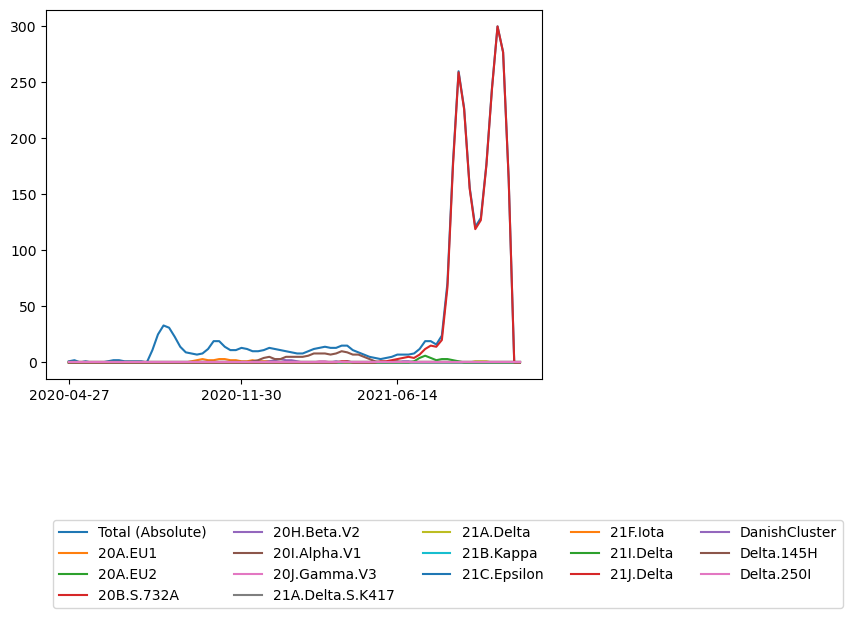 300
250
200
150
100
50
0
2020-04-27 2020-11-30 2021-06-14
Total (Absolute) 20H.Beta.V2 21A.Delta 21F.Iota DanishCluster
20A.EU1 20I.Alpha.V1 21B.Kappa 21I.Delta Delta.145H
20A.EU2 20J.Gamma.V3 21C.Epsilon 21J.Delta Delta.250I
20B.S.732A 21A.Delta.S.K417